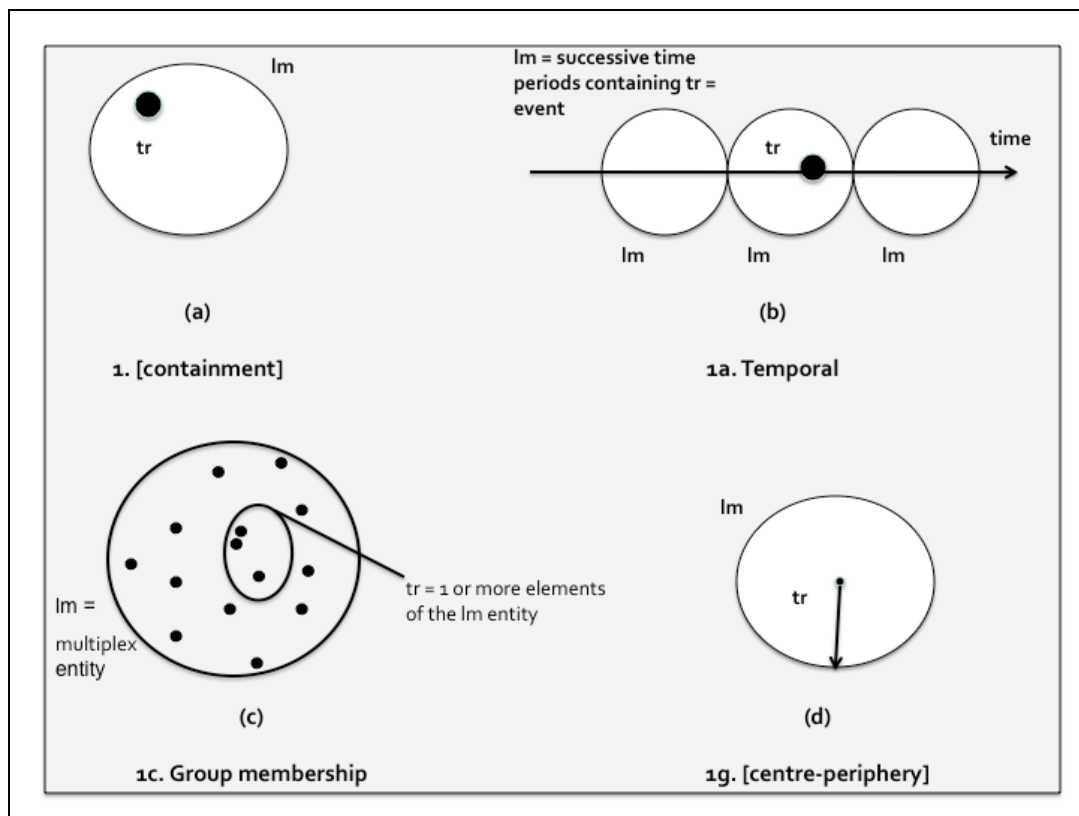 lm
tr
(a)
1. [containment]
lm = successive time
periods containing tr =
event
time
tr
lm
lm
lm
(b)
1a. Temporal
lm =
multiplex
entity
tr = 1 or more elements
of the lm entity
(c)
1c. Group membership
lm
tr
(d)
1g. [centre-periphery]